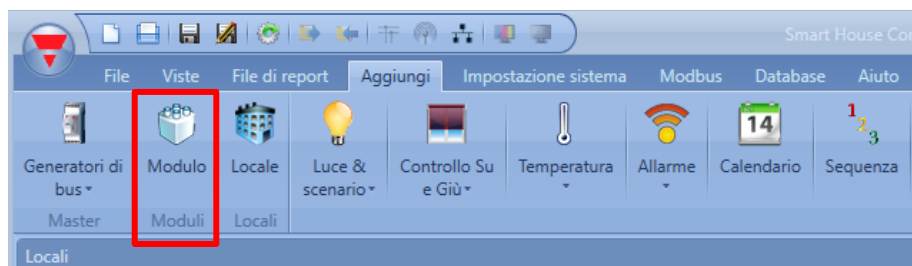 Smart House Con
File Viste File di report Aggiungi Impostazione sistema Modbus Database Aiuto
14
1
2
3
Generatori di bus Modulo Locale Luce & scenario Controllo Su e Giù Temperatura Allarme Calendario Sequenza
Master Moduli Locali
Locali